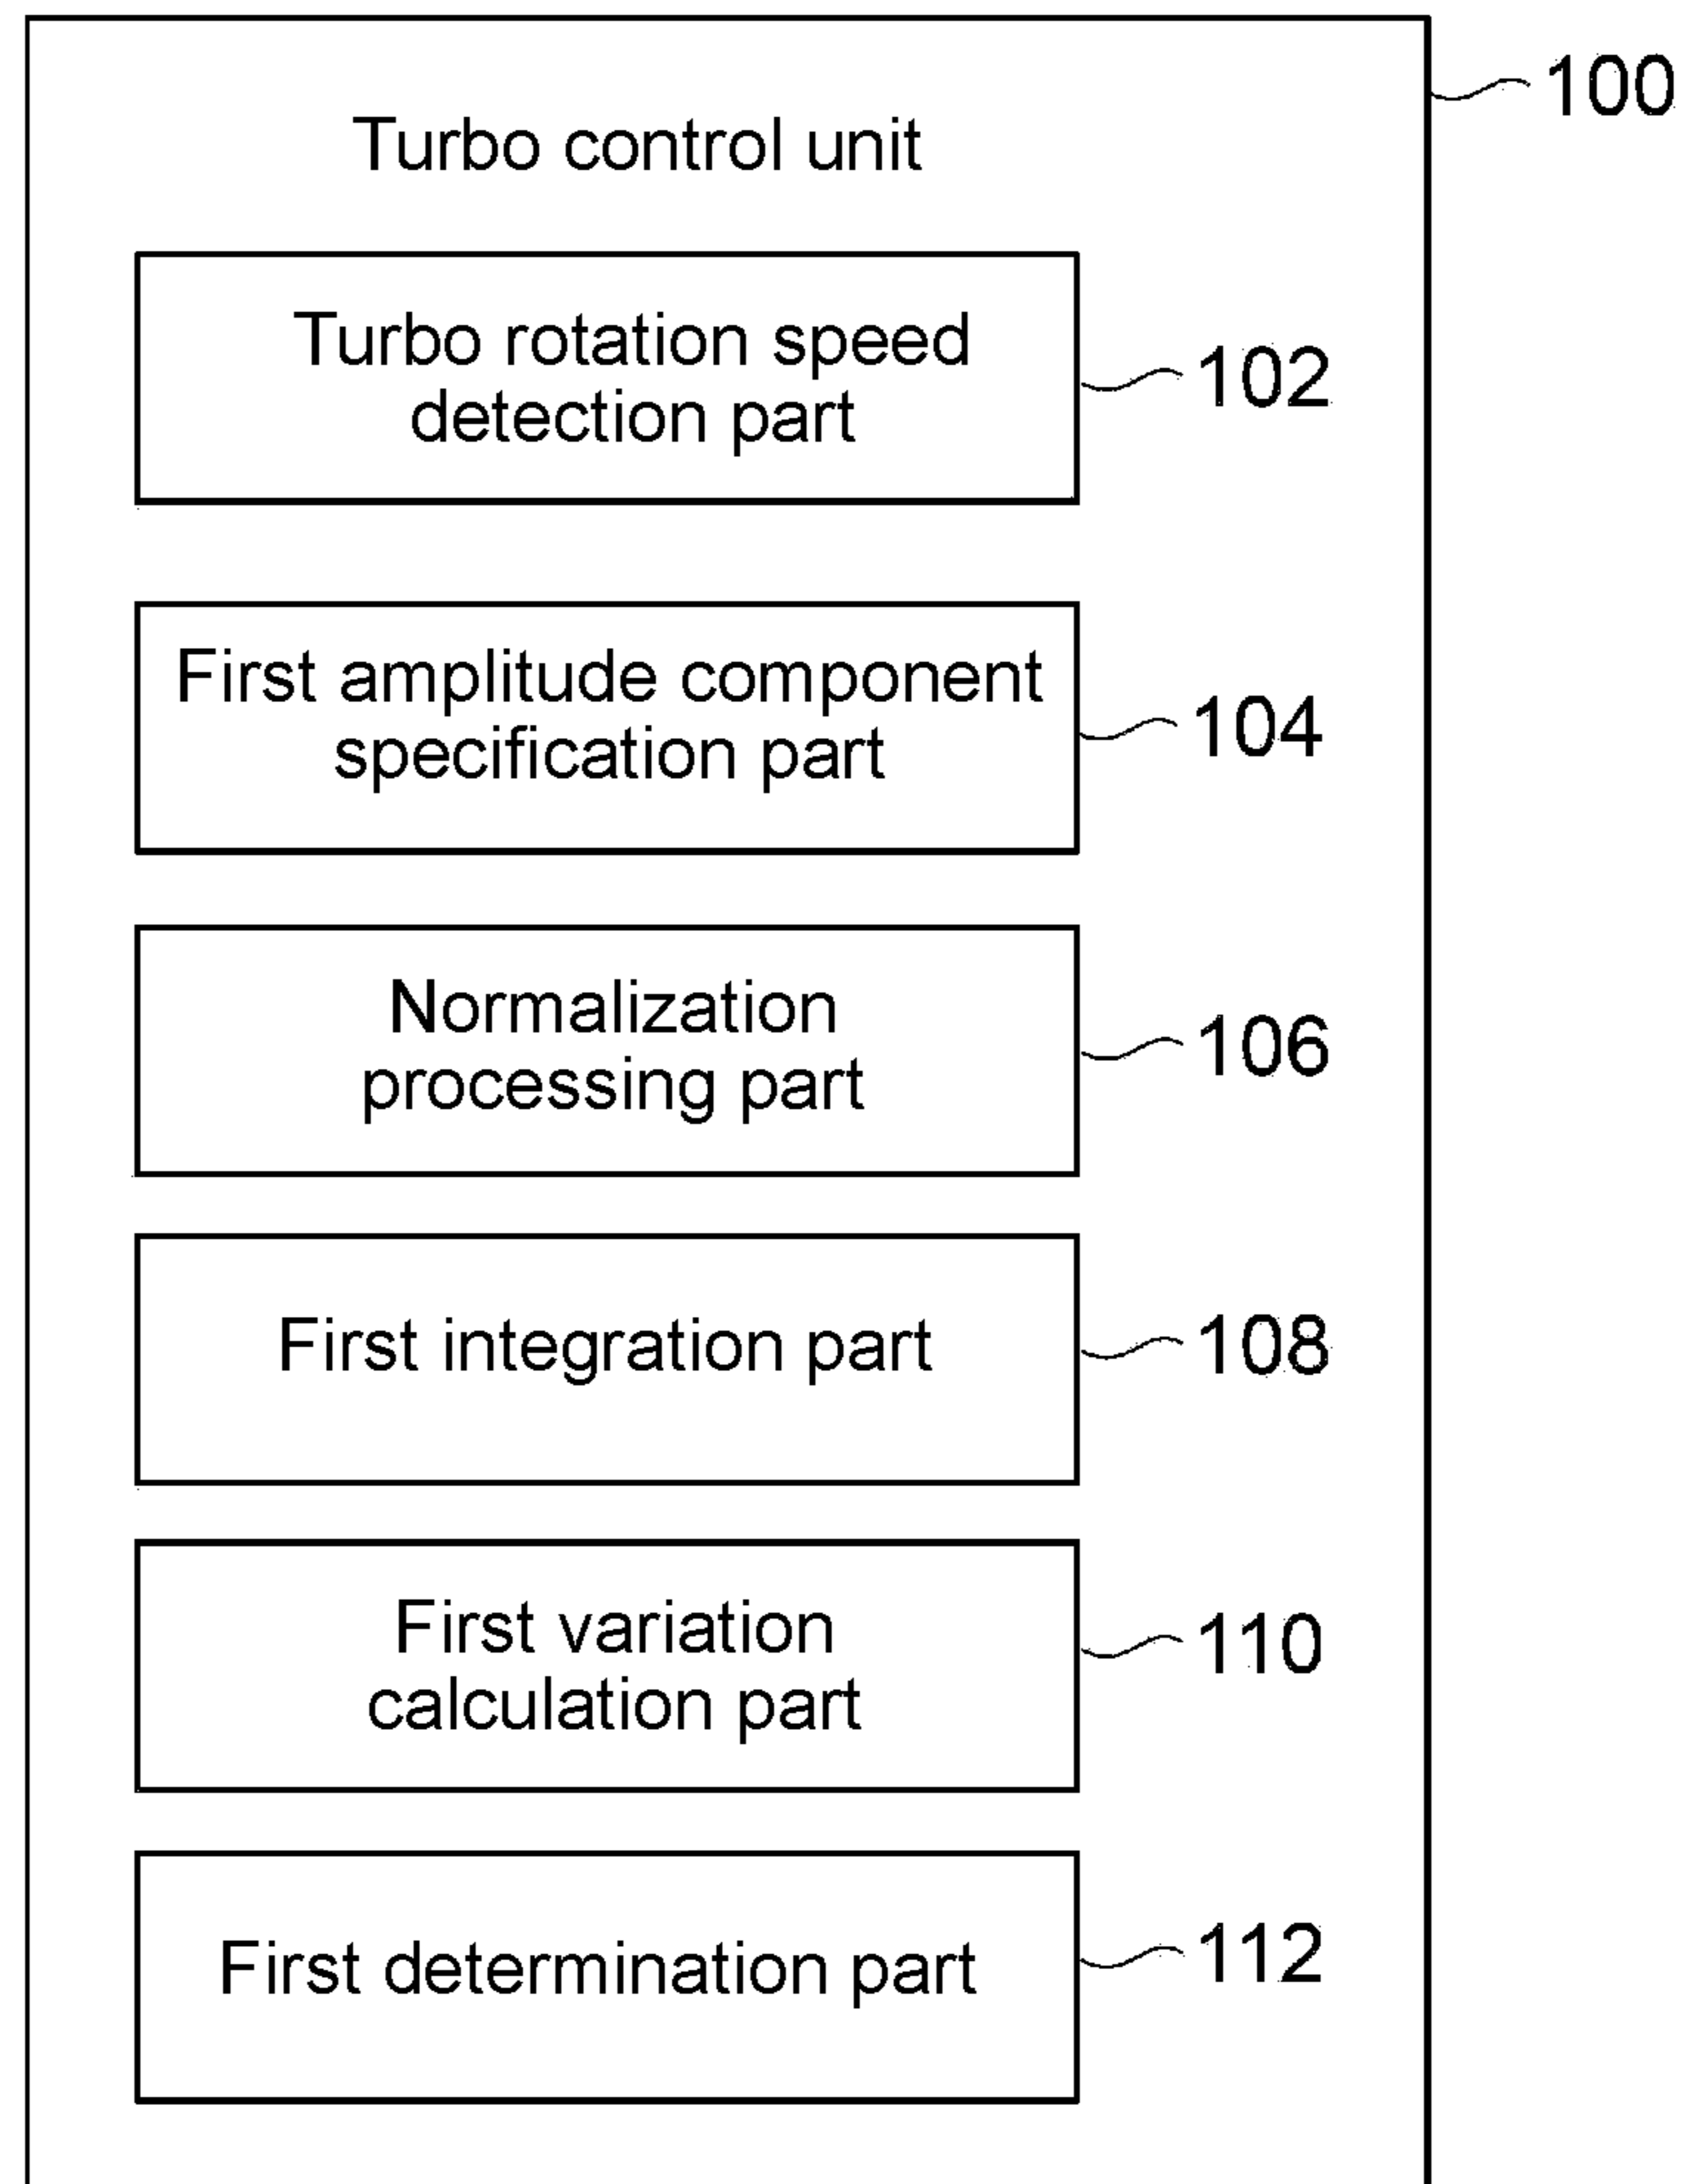 100
Turbo control unit
Turbo rotation speed
detection part
102
First amplitude component
specification part
104
Normalization
processing part
106
First integration part
108
First variation
calculation part
110
First determination part
112